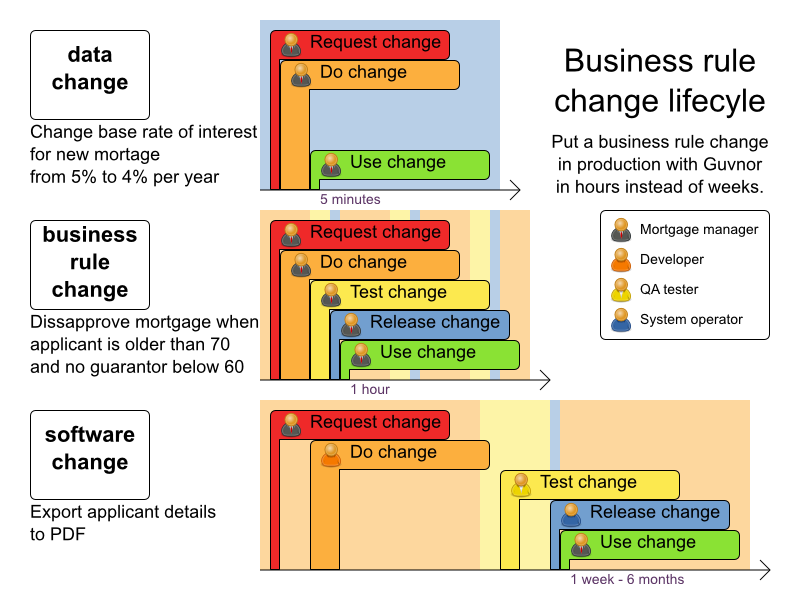 Business rule
change lifecyle
Put a business rule change
in production with Guvnor
in hours instead of weeks.
Mortgage manager
Developer
QA tester
System operator
data
change
Change base rate of interest
for new mortage
from 5% to 4% per year
Request change
Do change
Use change
5 minutes
business
rule
change
Dissapprove mortgage when
applicant is older than 70
and no guarantor below 60
Request change
Do change
Test change
Release change
Use change
1 hour
software
change
Export applicant details
to PDF
Request change
Do change
Test change
Release change
Use change
1 week - 6 months